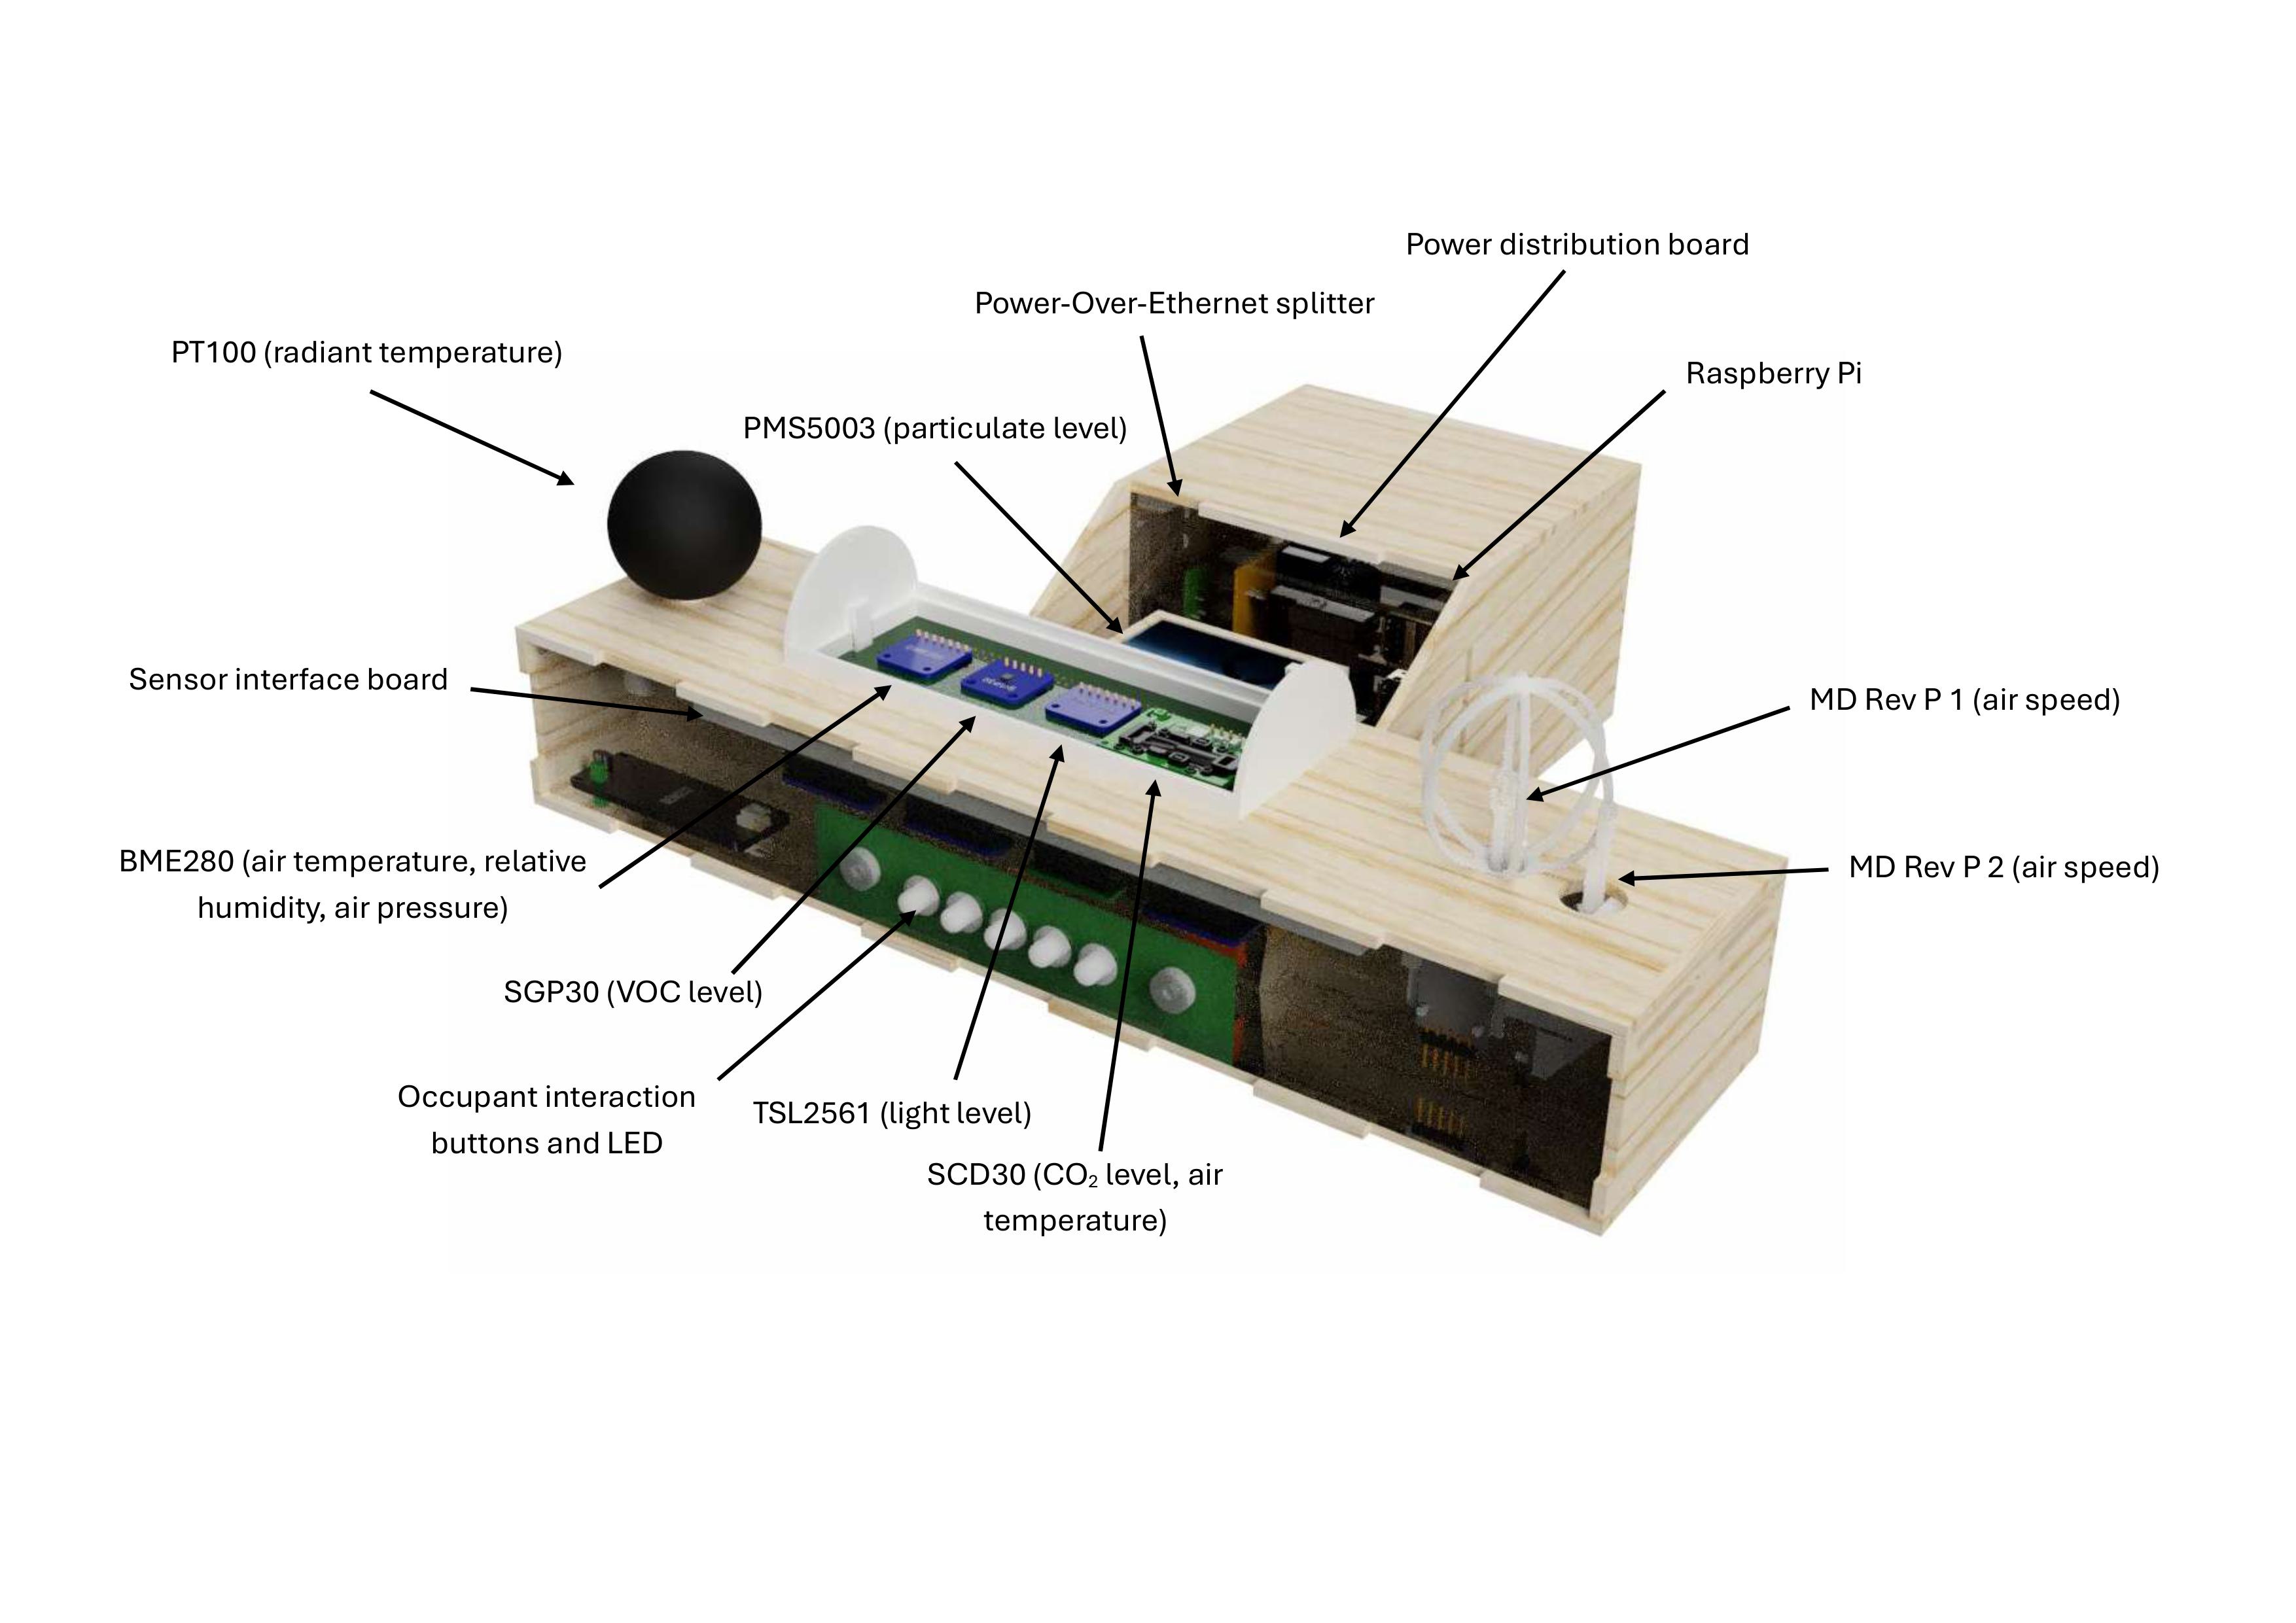 Power distribution board
Power-Over-Ethernet splitter
PT100 (radiant temperature)
Raspberry Pi
PMS5003 (particulate level)
Sensor interface board
MD Rev P 1 (air speed)
BME280 (air temperature, relative
humidity, air pressure)
MD Rev P 2 (air speed)
SGP30 (VOC level)
Occupant interaction
buttons and LED
TSL2561 (light level)
SCD30 (CO₂ level, air
temperature)